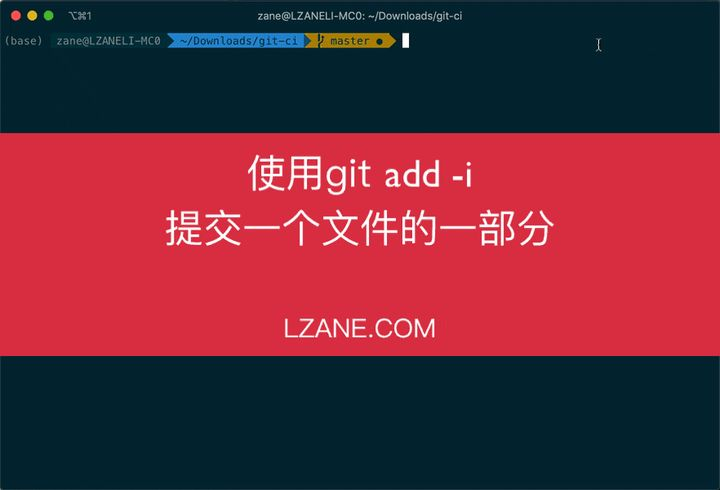 ⌥⌘1 zane@LZANELI-MC0: ~/Downloads/git-ci
(base) zane@LZANELI-MC0 ~/Downloads/git-ci master ●
使用git add -i
提交一个文件的一部分
LZANE.COM